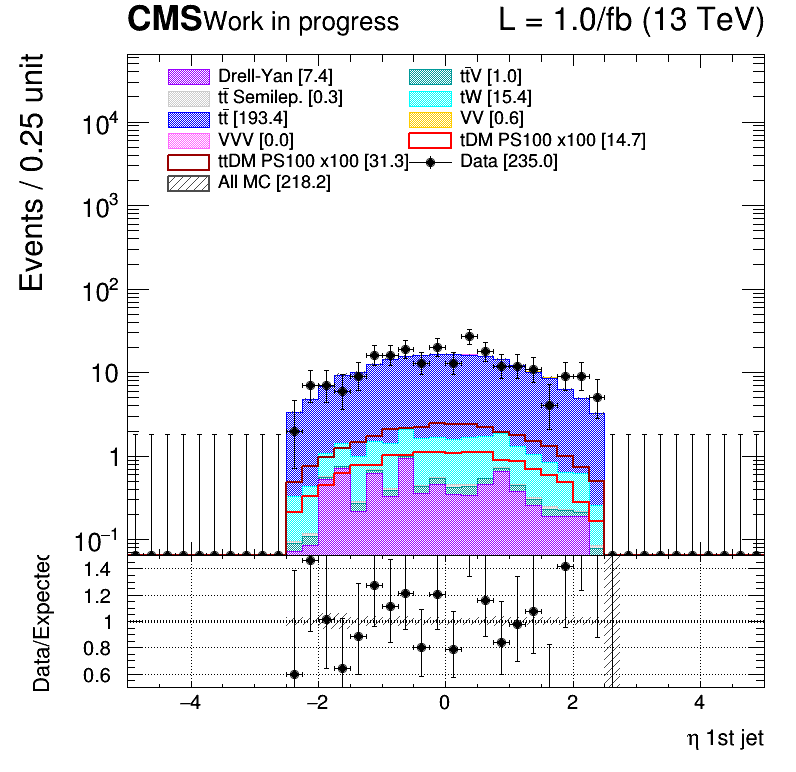 CMS Work in progress L = 1.0/fb (13 TeV)
Events / 0.25 unit
Drell-Yan [7.4] tt̄V [1.0]
tt̄ Semilep. [0.3] tW [15.4]
tt̄ [193.4] VV [0.6]
VVV [0.0] tDM PS100 x100 [14.7]
ttDM PS100 x100 [31.3] Data [235.0]
All MC [218.2]
10⁴
10³
10²
10
1
10⁻¹
Data/Expected
1.4
1.2
1
0.8
0.6
−4 −2 0 2 4
η 1st jet